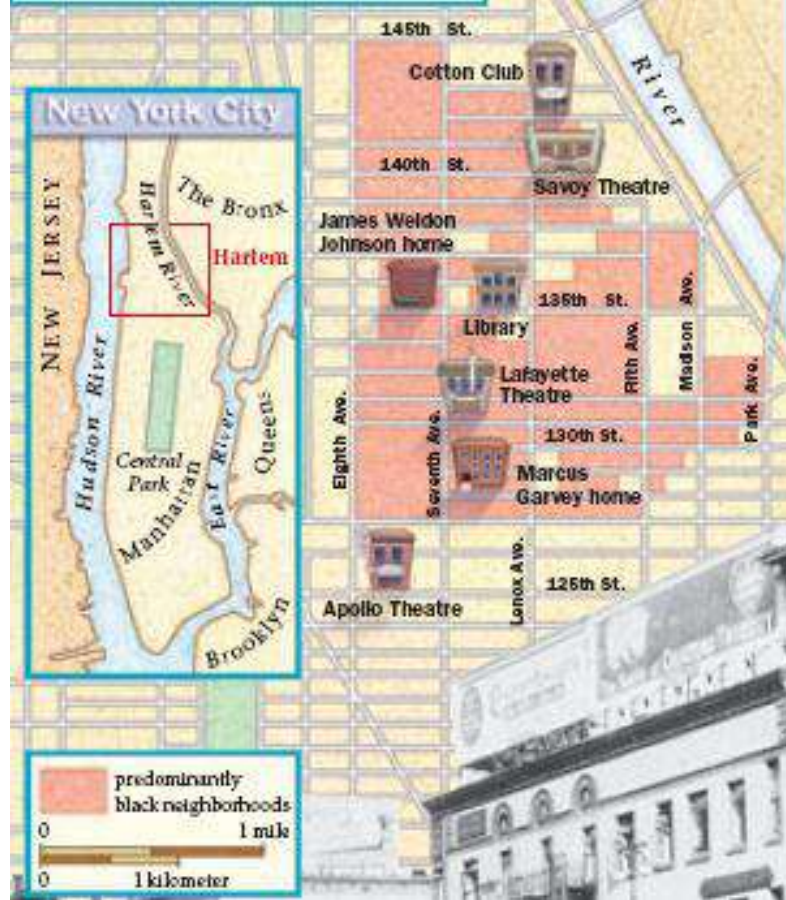 145th St.
Cotton Club
River
New York City
NEW JERSEY
Harlem River
The Bronx
Harlem
Hudson River
Central
Park
Manhattan
East River
Queens
Brooklyn
140th St.
Savoy Theatre
James Weldon
Johnson home
135th St.
Library
Lafayette
Theatre
Fifth Ave.
Madison Ave.
Park Ave.
Eighth Ave.
Seventh Ave.
130th St.
Marcus
Garvey home
Lenox Ave.
125th St.
Apollo Theatre
predominantly
black neighborhoods
0 1 mile
0 1 kilometer